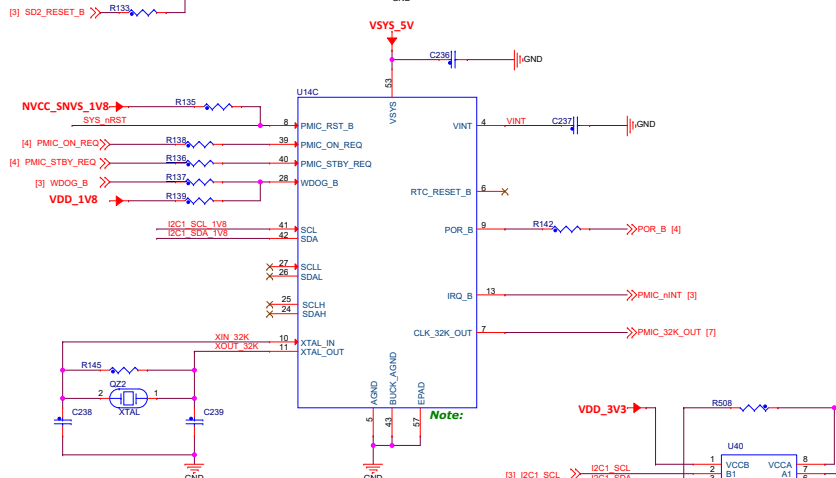 GND
[3] SD2_RESET_B
R133
VSYS_5V
C236
GND
53
U14C
VSYS
NVCC_SNVS_1V8
R135
SYS_nRST
8
PMIC_RST_B
VINT
4
VINT
C237
GND
[4] PMIC_ON_REQ
R138
39
PMIC_ON_REQ
[4] PMIC_STBY_REQ
R136
40
PMIC_STBY_REQ
[3] WDOG_B
R137
28
WDOG_B
RTC_RESET_B
6
VDD_1V8
R139
I2C1_SCL_1V8
41
SCL
POR_B
9
R142
POR_B [4]
I2C1_SDA_1V8
42
SDA
27
SCLL
26
SDAL
IRQ_B
13
PMIC_nINT [3]
25
SCLH
24
SDAH
CLK_32K_OUT
7
PMIC_32K_OUT [7]
XIN_32K
10
XTAL_IN
XOUT_32K
11
XTAL_OUT
R145
QZ2
2
1
XTAL
C238
C239
AGND
BUCK_AGND
EPAD
5
43
57
Note:
VDD_3V3
R508
U40
1
VCCB
VCCA
8
[3] I2C1_SCL
I2C1_SCL
2
B1
A1
7
I2C1_SDA
GND
GND